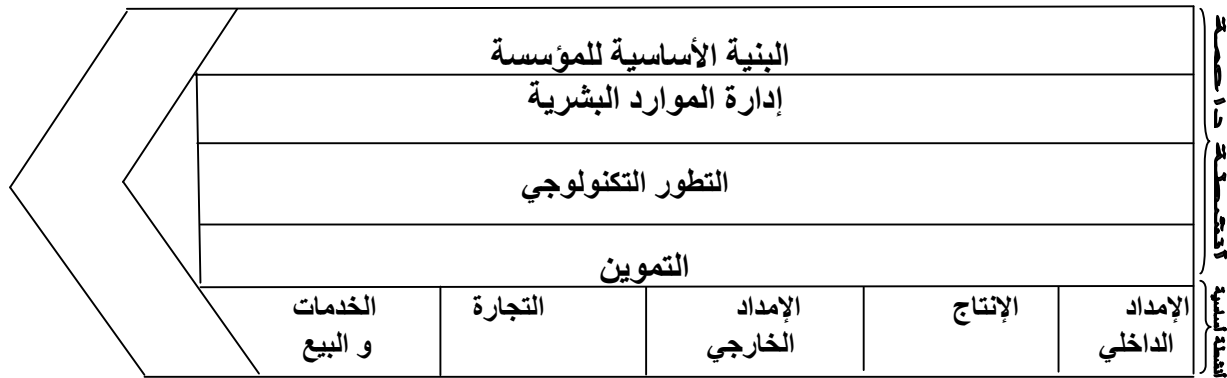 البنية الأساسية للمؤسسة
إدارة الموارد البشرية
التطور التكنولوجي
التموين
الإمداد
الداخلي
الإنتاج
الإمداد
الخارجي
التجارة
الخدمات
و البيع